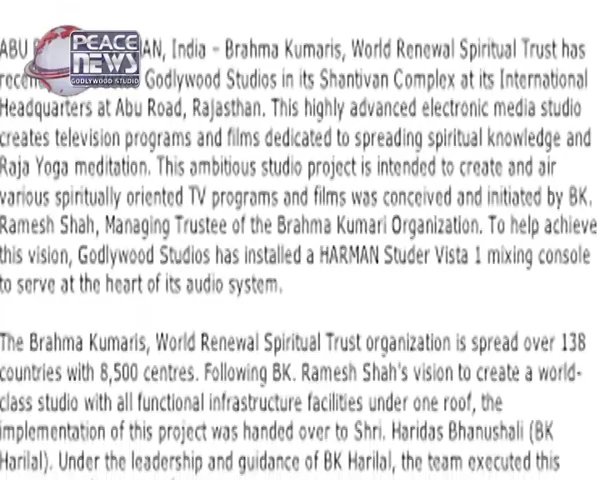 PEACE
NEWS
GODLYWOOD STUDIO
ABU AN, India - Brahma Kumaris, World Renewal Spiritual Trust has
recen Godlywood Studios in its Shantivan Complex at its International
Headquarters at Abu Road, Rajasthan. This highly advanced electronic media studio
creates television programs and films dedicated to spreading spiritual knowledge and
Raja Yoga meditation. This ambitious studio project is intended to create and air
various spiritually oriented TV programs and films was conceived and initiated by BK.
Ramesh Shah, Managing Trustee of the Brahma Kumari Organization. To help achieve
this vision, Godlywood Studios has installed a HARMAN Studer Vista 1 mixing console
to serve at the heart of its audio system.
The Brahma Kumaris, World Renewal Spiritual Trust organization is spread over 138
countries with 8,500 centres. Following BK. Ramesh Shah's vision to create a world-
class studio with all functional infrastructure facilities under one roof, the
implementation of this project was handed over to Shri. Haridas Bhanushali (BK
Harilal). Under the leadership and guidance of BK Harilal, the team executed this